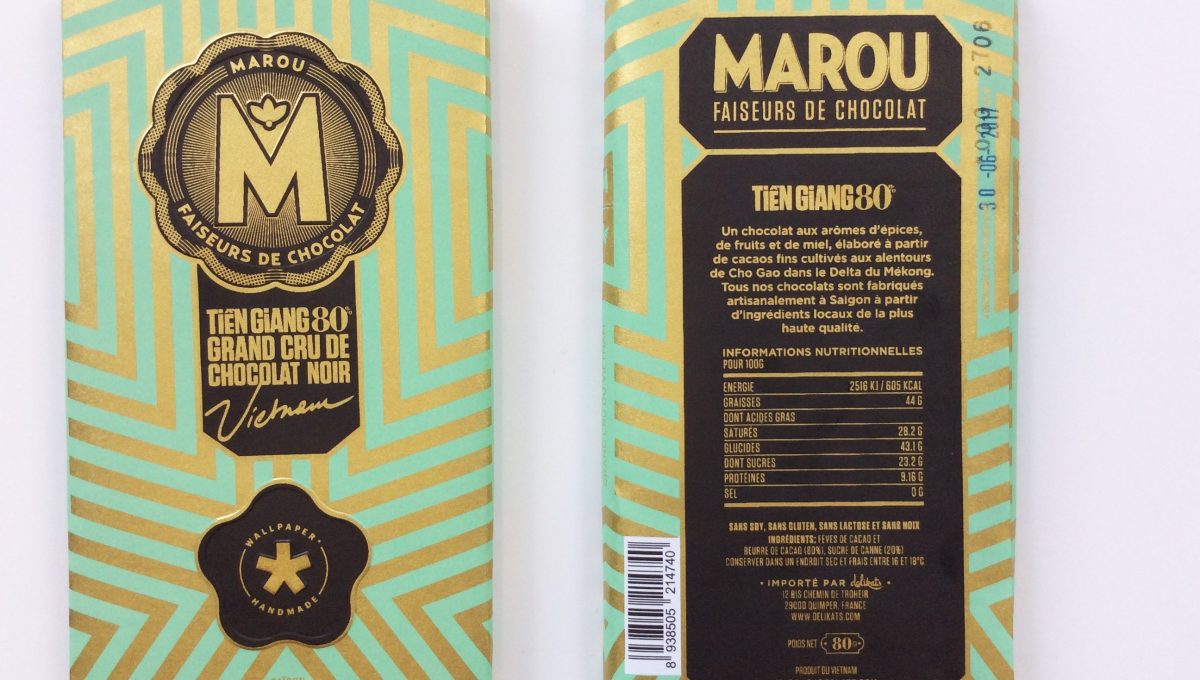 MAROU
M
FAISEURS DE CHOCOLAT
TIÊN GIANG 80%
GRAND CRU DE
CHOCOLAT NOIR
Vietnam
WALLPAPER*
HANDMADE
MAROU
FAISEURS DE CHOCOLAT
TIÊN GIANG 80%
Un chocolat aux arômes d'épices,
de fruits et de miel, élaboré à partir
de cacaos fins cultivés aux alentours
de Cho Gao dans le Delta du Mékong.
Tous nos chocolats sont fabriqués
artisanalement à Saigon à partir
d'ingrédients locaux de la plus
haute qualité.
INFORMATIONS NUTRITIONNELLES
POUR 100G
ENERGIE 2516 KJ / 605 KCAL
GRAISSES 44 G
DONT ACIDES GRAS
SATURÉS 28.2 G
GLUCIDES 43.1 G
DONT SUCRES 23.2 G
PROTÉINES 9.16 G
SEL 0 G
SANS SOY, SANS GLUTEN, SANS LACTOSE ET SANS NOIX
INGRÉDIENTS: FÈVES DE CACAO ET
BEURRE DE CACAO (80%), SUCRE DE CANNE (20%)
CONSERVER DANS UN ENDROIT SEC ET FRAIS ENTRE 16 ET 18°C
• IMPORTÉ PAR delikats •
12 BIS CHEMIN DE TROHEIR
29000 QUIMPER, FRANCE
WWW.DELIKATS.COM
POIDS NET 80g
PRODUIT DU VIETNAM
8 938505 214740
2706
30 -06- 2017